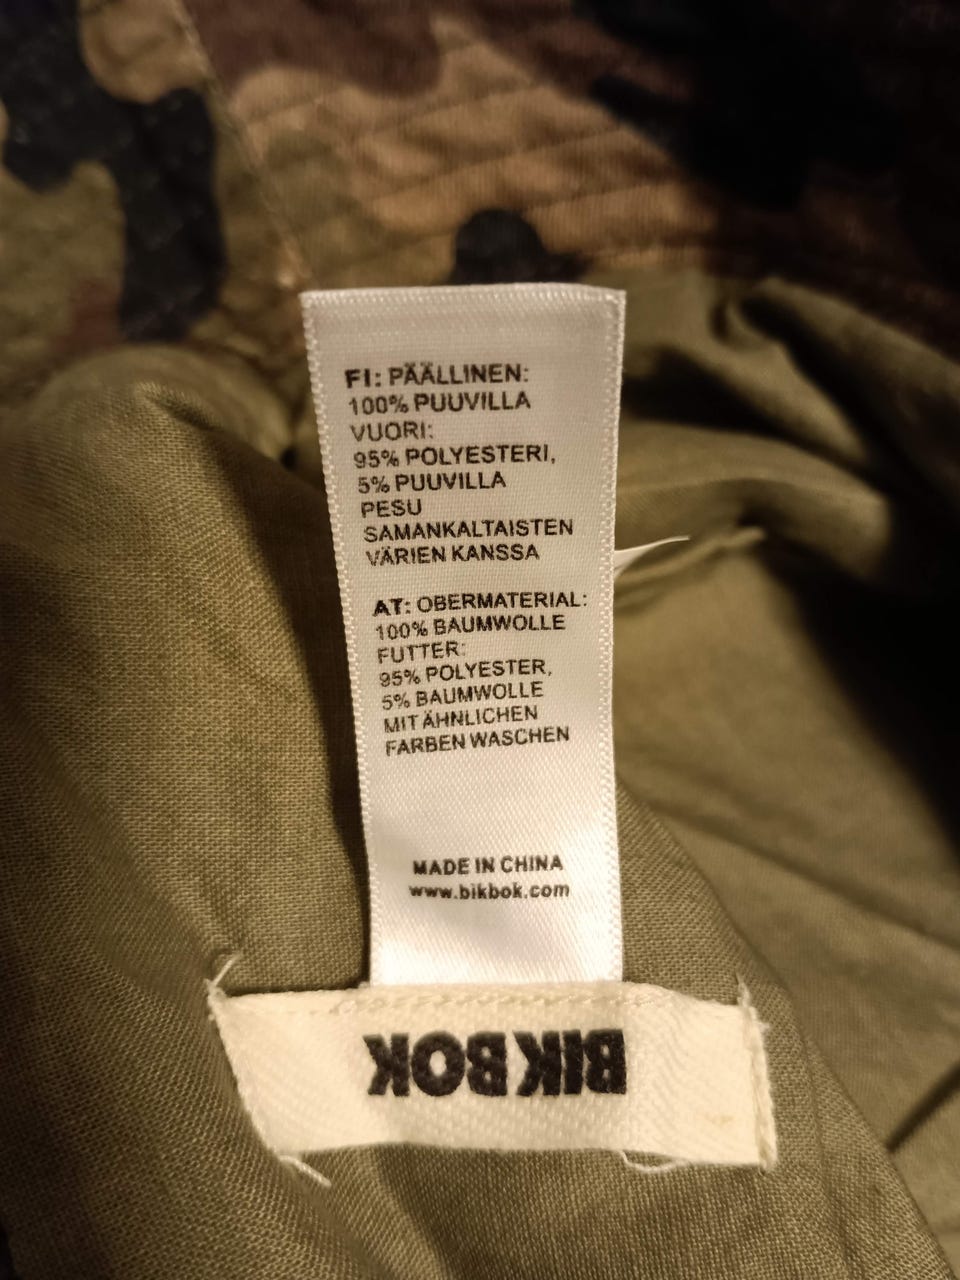 FI: PÄÄLLINEN:
100% PUUVILLA
VUORI:
95% POLYESTERI,
5% PUUVILLA
PESU
SAMANKALTAISTEN
VÄRIEN KANSSA
AT: OBERMATERIAL:
100% BAUMWOLLE
FUTTER:
95% POLYESTER,
5% BAUMWOLLE
MIT ÄHNLICHEN
FARBEN WASCHEN
MADE IN CHINA
www.bikbok.com
BIK BOK